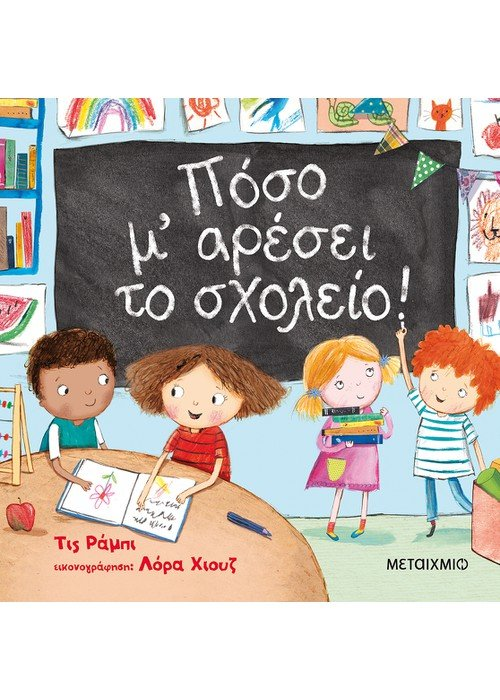 Πόσο
μ' αρέσει
το σχολείο!
Τις Ράμπι
εικονογράφηση: Λόρα Χιουζ
ΜΕΤΑΙΧΜΙΟ